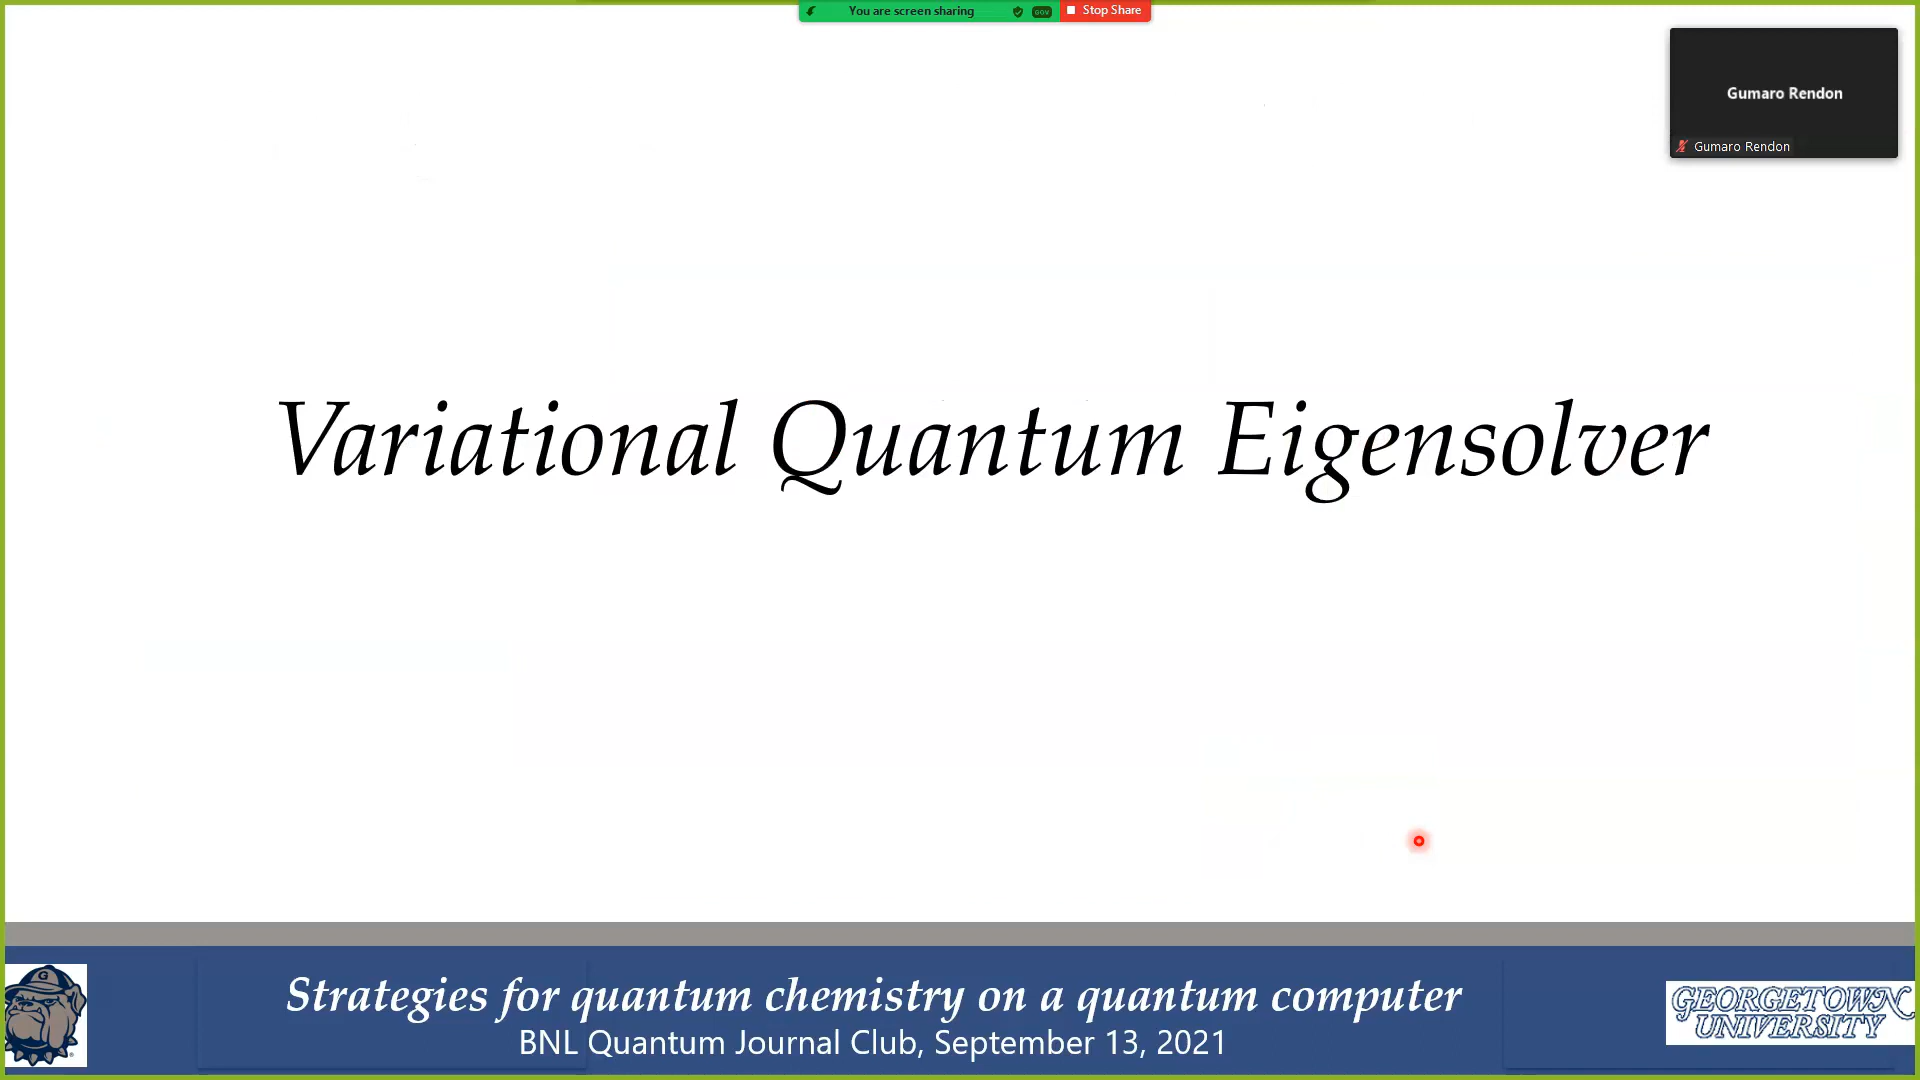 You are screen sharing
GOV
Stop Share
Gumaro Rendon
Gumaro Rendon
Variational Quantum Eigensolver
G
Strategies for quantum chemistry on a quantum computer
BNL Quantum Journal Club, September 13, 2021
GEORGETOWN
UNIVERSITY